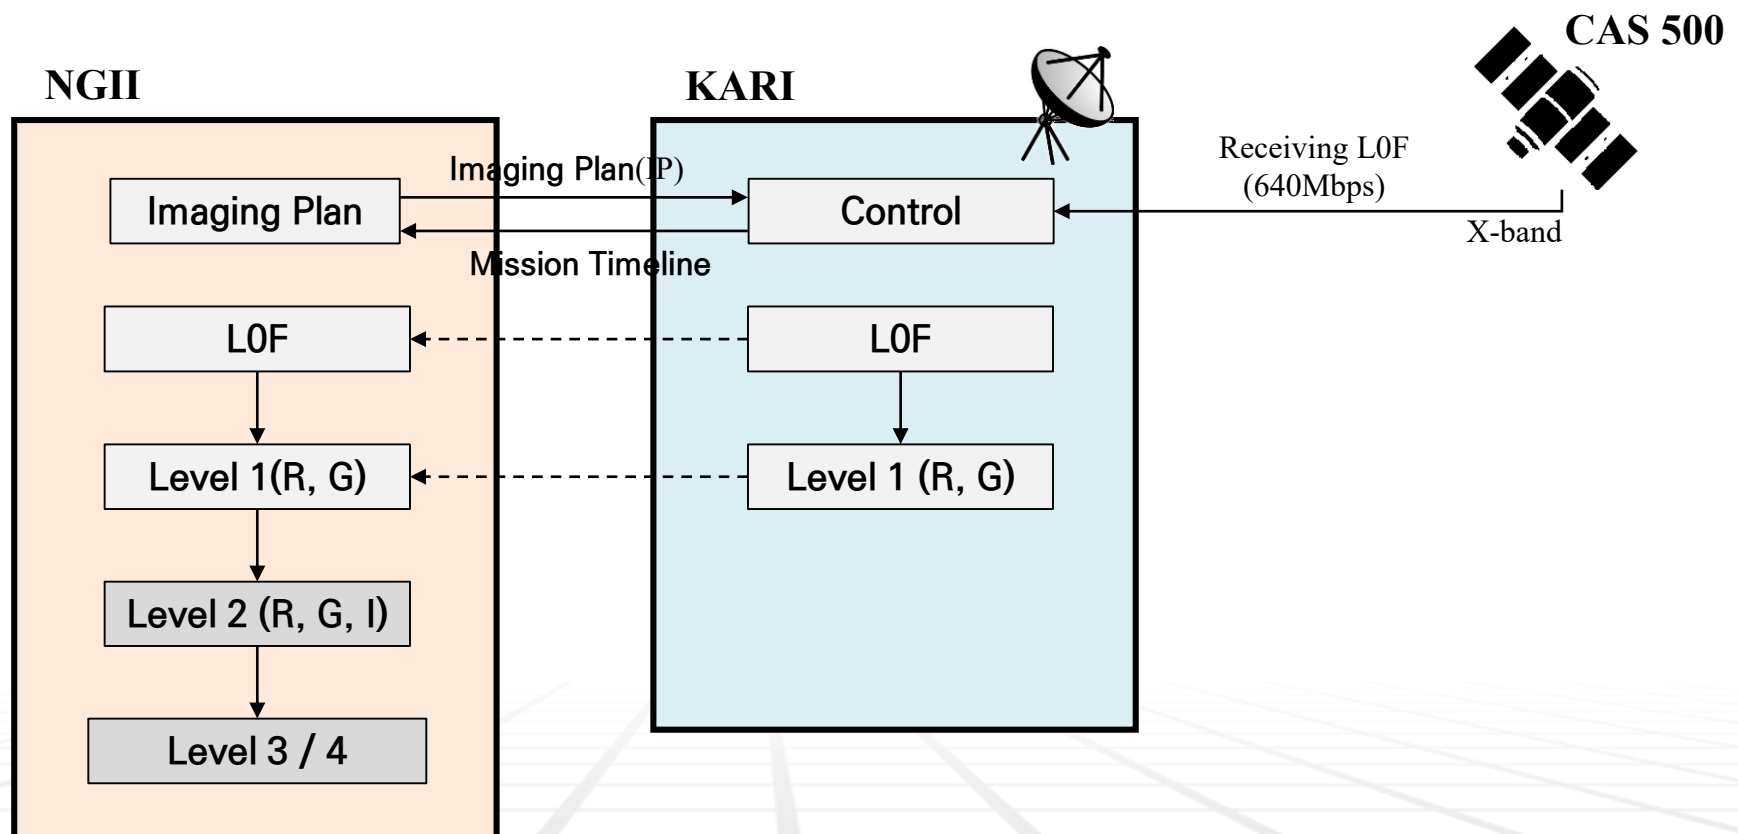 CAS 500
NGII
KARI
Receiving L0F
(640Mbps)
X-band
Imaging Plan(IP)
Imaging Plan
Control
Mission Timeline
L0F
L0F
Level 1(R, G)
Level 1 (R, G)
Level 2 (R, G, I)
Level 3 / 4